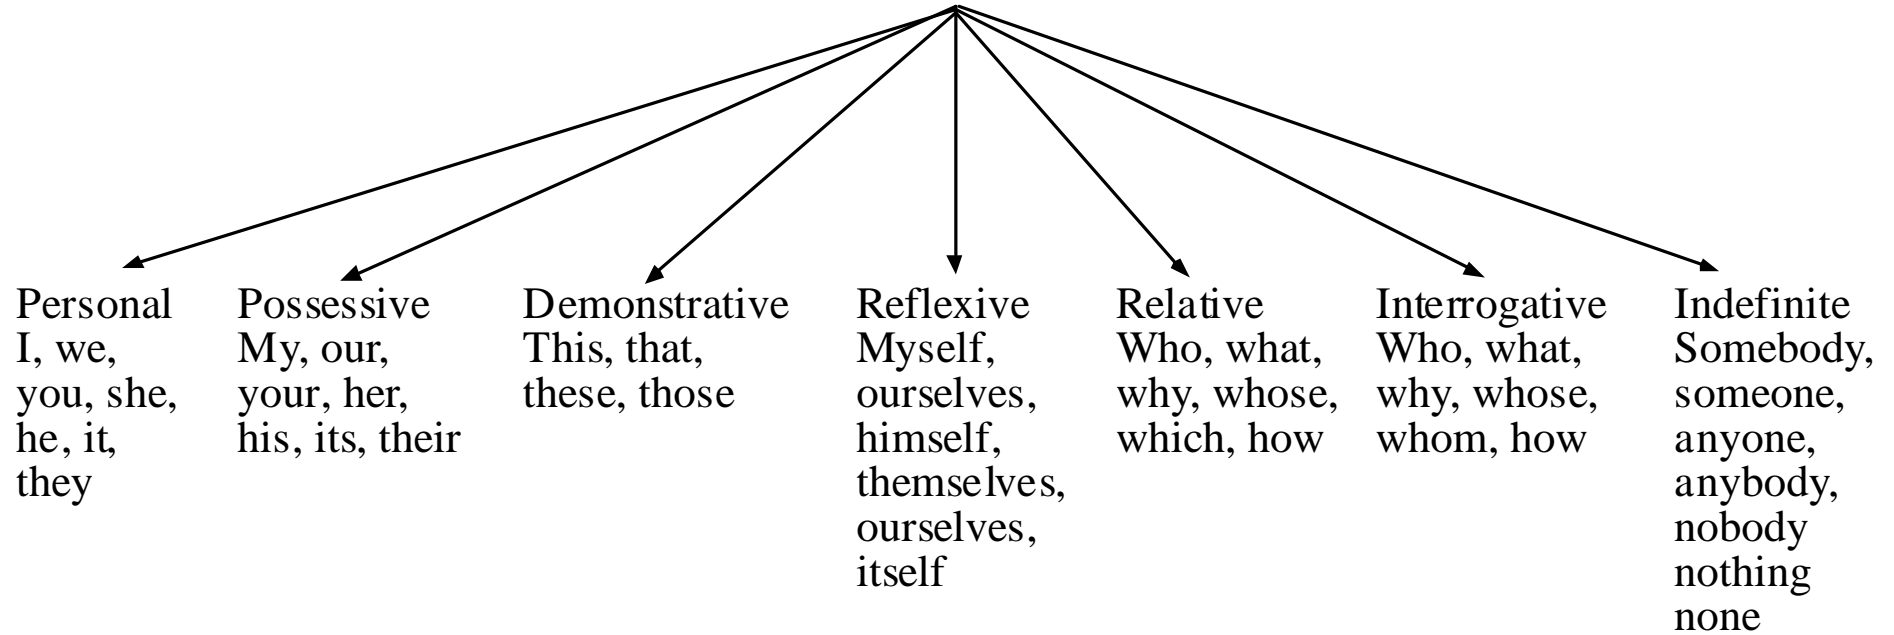 Personal
I, we,
you, she,
he, it,
they
Possessive
My, our,
your, her,
his, its, their
Demonstrative
This, that,
these, those
Reflexive
Myself,
ourselves,
himself,
themselves,
ourselves,
itself
Relative
Who, what,
why, whose,
which, how
Interrogative
Who, what,
why, whose,
whom, how
Indefinite
Somebody,
someone,
anyone,
anybody,
nobody
nothing
none